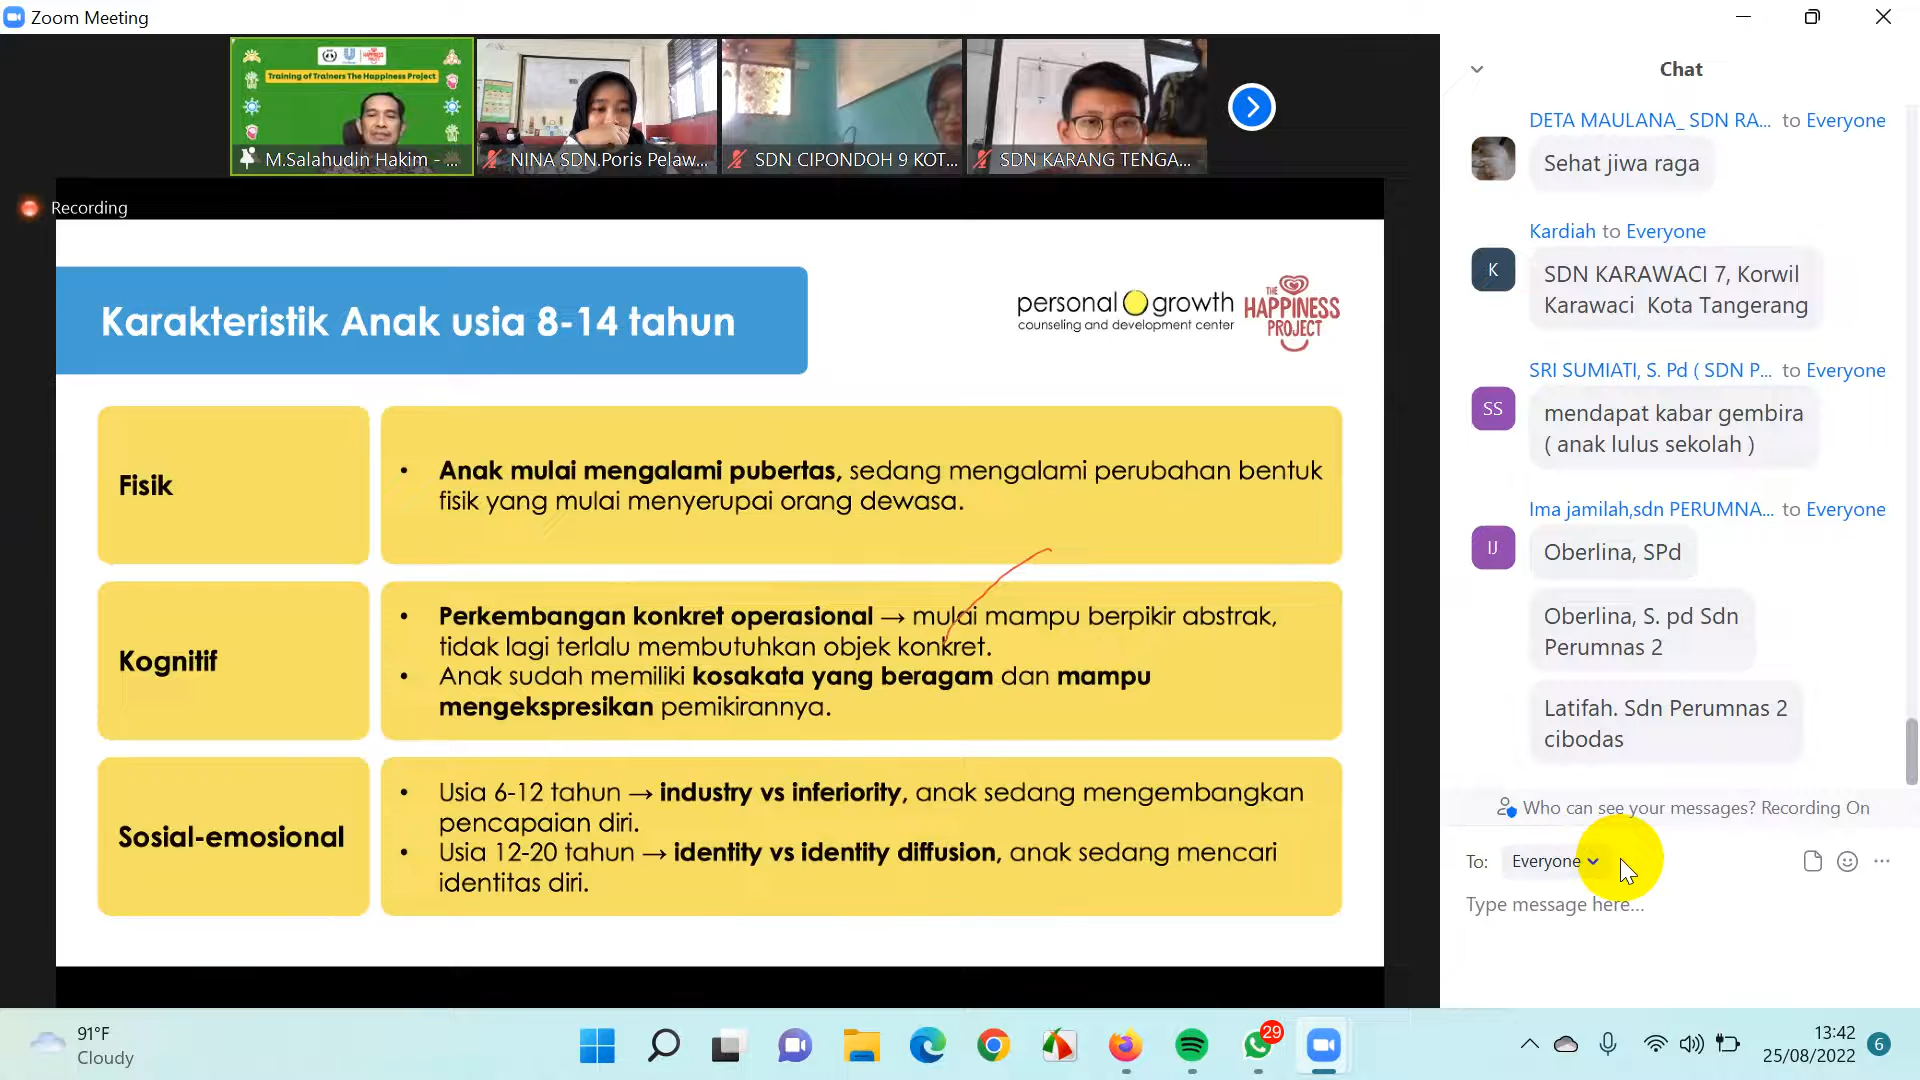 Zoom Meeting
Training of Trainers The Happiness Project
M.Salahudin Hakim - ...
NINA SDN.Poris Pelaw...
SDN CIPONDOH 9 KOT...
SDN KARANG TENGA...
Recording
Karakteristik Anak usia 8-14 tahun
personal growth
counseling and development center
THE
HAPPINESS
PROJECT
Fisik
• Anak mulai mengalami pubertas, sedang mengalami perubahan bentuk
fisik yang mulai menyerupai orang dewasa.
Kognitif
• Perkembangan konkret operasional → mulai mampu berpikir abstrak,
tidak lagi terlalu membutuhkan objek konkret.
• Anak sudah memiliki kosakata yang beragam dan mampu
mengekspresikan pemikirannya.
Sosial-emosional
• Usia 6-12 tahun → industry vs inferiority, anak sedang mengembangkan
pencapaian diri.
• Usia 12-20 tahun → identity vs identity diffusion, anak sedang mencari
identitas diri.
Chat
DETA MAULANA_ SDN RA... to Everyone
Sehat jiwa raga
Kardiah to Everyone
K
SDN KARAWACI 7, Korwil
Karawaci Kota Tangerang
SRI SUMIATI, S. Pd ( SDN P... to Everyone
SS
mendapat kabar gembira
( anak lulus sekolah )
Ima jamilah,sdn PERUMNA... to Everyone
IJ
Oberlina, SPd
Oberlina, S. pd Sdn
Perumnas 2
Latifah. Sdn Perumnas 2
cibodas
Who can see your messages? Recording On
To: Everyone
Type message here...
91°F
Cloudy
29
13:42
25/08/2022
6